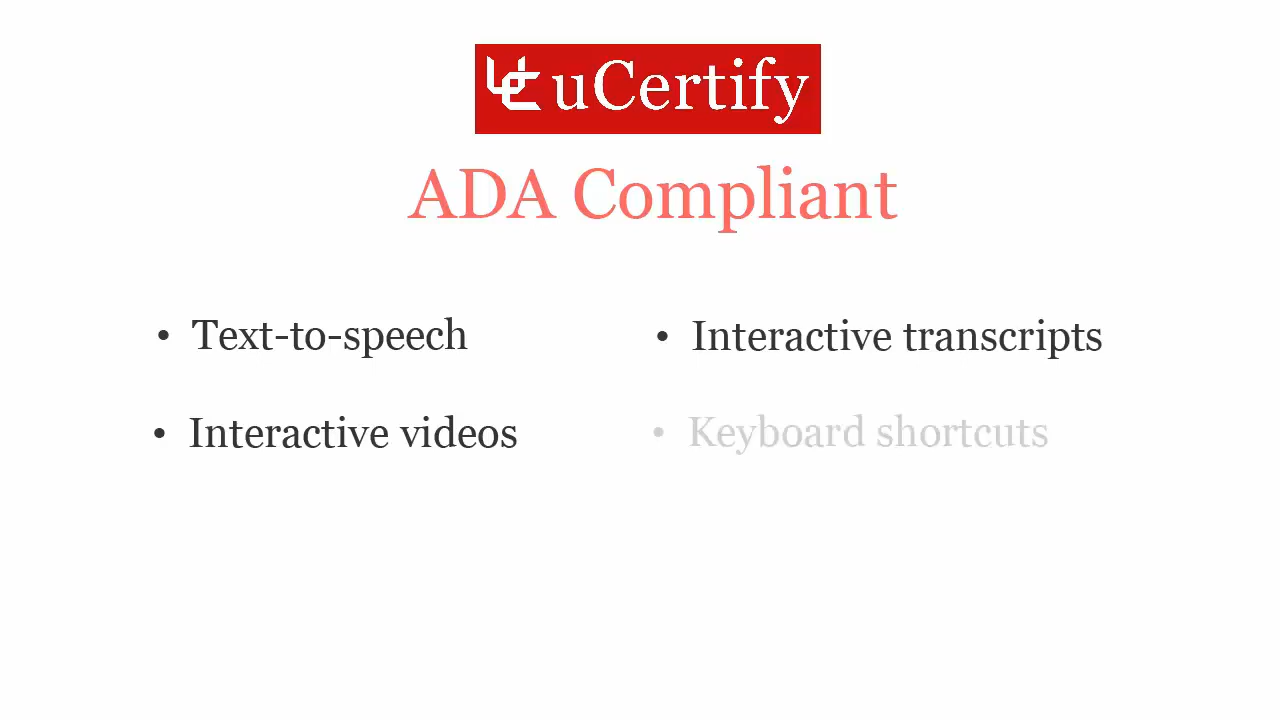 uCertify
ADA Compliant
• Text-to-speech
• Interactive transcripts
• Interactive videos
• Keyboard shortcuts